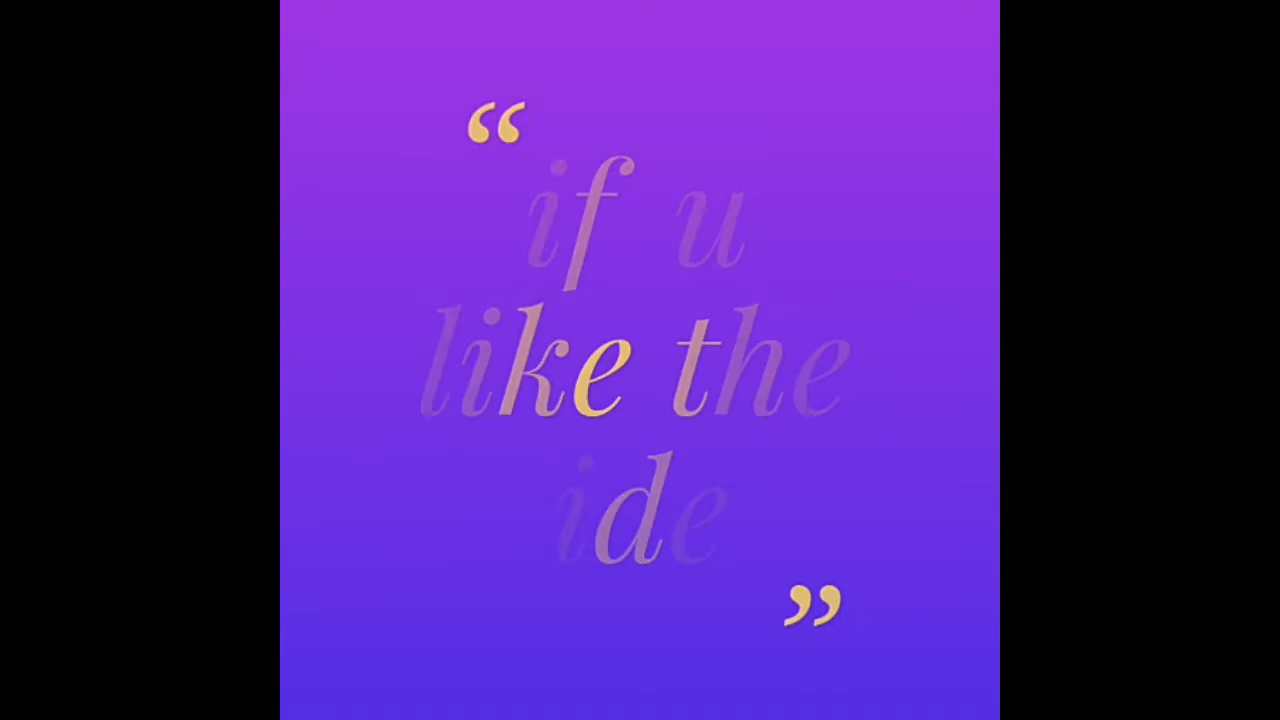 “if u
like the
ide”